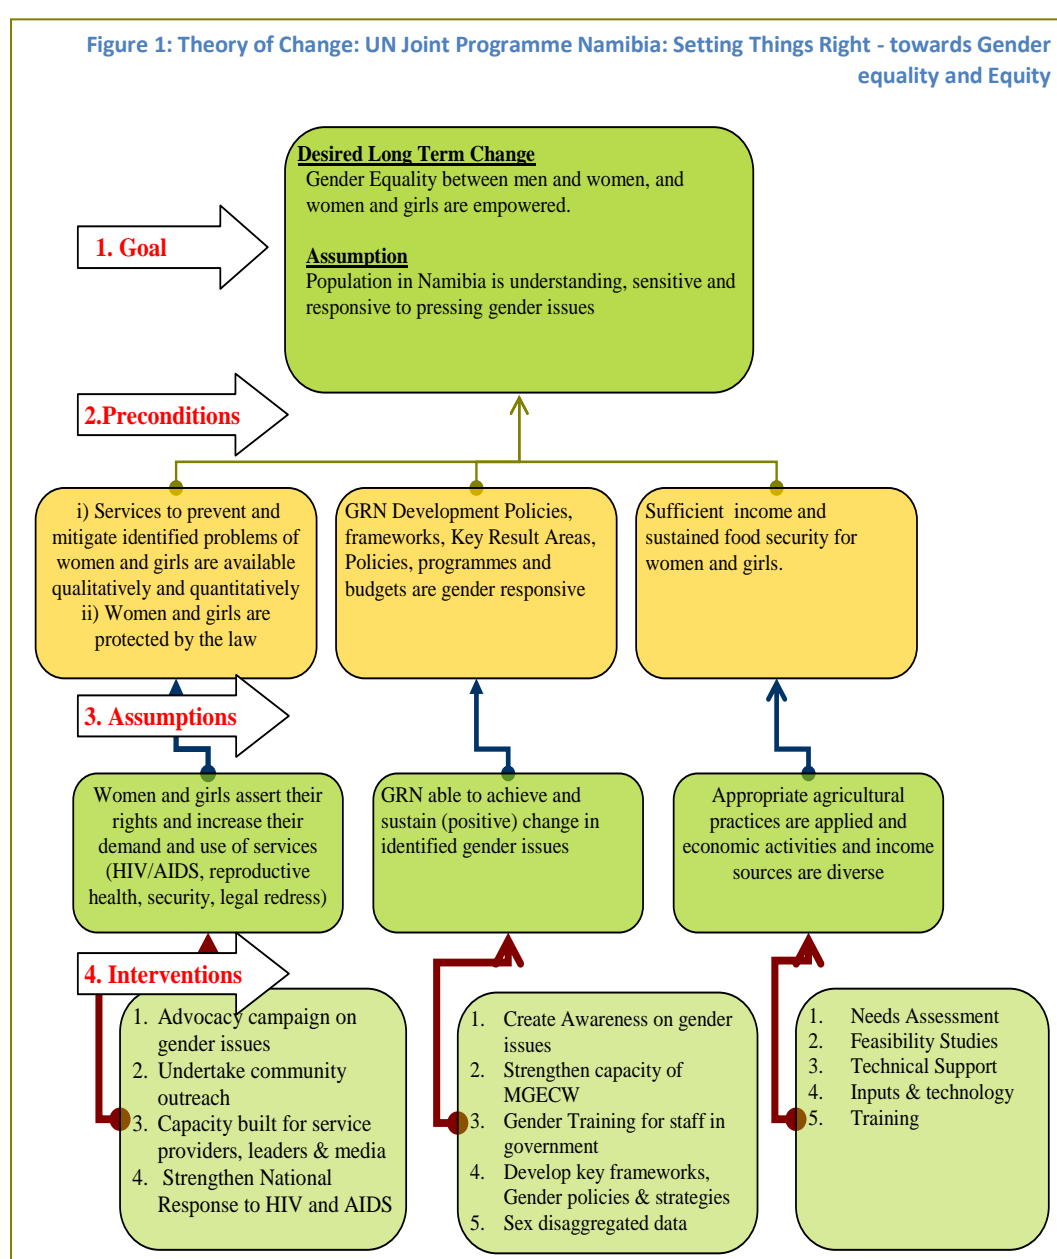 Figure 1: Theory of Change: UN Joint Programme Namibia: Setting Things Right - towards Gender
equality and Equity
Desired Long Term Change
Gender Equality between men and women, and
women and girls are empowered.
Assumption
Population in Namibia is understanding, sensitive and
responsive to pressing gender issues
1. Goal
2.Preconditions
i) Services to prevent and
mitigate identified problems of
women and girls are available
qualitatively and quantitatively
ii) Women and girls are
protected by the law
GRN Development Policies,
frameworks, Key Result Areas,
Policies, programmes and
budgets are gender responsive
Sufficient income and
sustained food security for
women and girls.
3. Assumptions
Women and girls assert their
rights and increase their
demand and use of services
(HIV/AIDS, reproductive
health, security, legal redress)
GRN able to achieve and
sustain (positive) change in
identified gender issues
Appropriate agricultural
practices are applied and
economic activities and income
sources are diverse
4. Interventions
1. Advocacy campaign on
gender issues
2. Undertake community
outreach
3. Capacity built for service
providers, leaders & media
4. Strengthen National
Response to HIV and AIDS
1. Create Awareness on gender
issues
2. Strengthen capacity of
MGECW
3. Gender Training for staff in
government
4. Develop key frameworks,
Gender policies & strategies
5. Sex disaggregated data
1. Needs Assessment
2. Feasibility Studies
3. Technical Support
4. Inputs & technology
5. Training